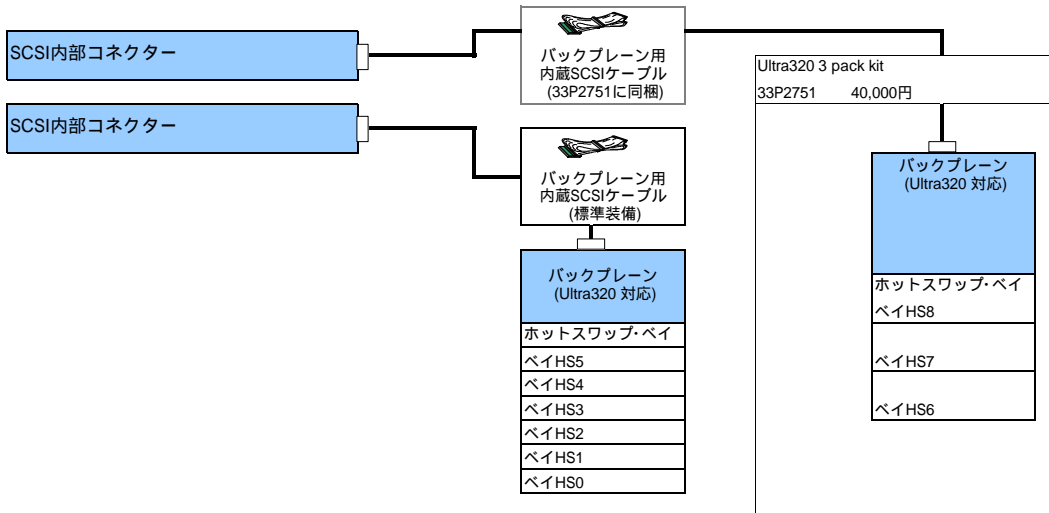 SCSI内部コネクター
バックプレーン用
内蔵SCSIケーブル
(33P2751に同梱)
Ultra320 3 pack kit
33P2751 40,000円
SCSI内部コネクター
バックプレーン用
内蔵SCSIケーブル
(標準装備)
バックプレーン
(Ultra320 対応)
ホットスワップ･ベイ
ベイHS5
ベイHS4
ベイHS3
ベイHS2
ベイHS1
ベイHS0
バックプレーン
(Ultra320 対応)
ホットスワップ･ベイ
ベイHS8
ベイHS7
ベイHS6